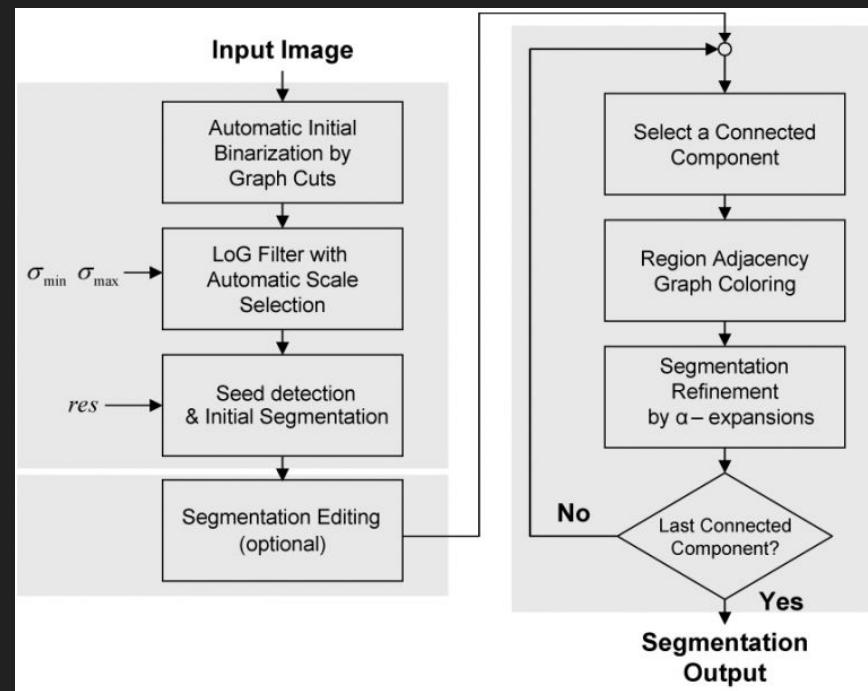 Input Image
Automatic Initial
Binarization by
Graph Cuts
σmin σmax
LoG Filter with
Automatic Scale
Selection
res
Seed detection
& Initial Segmentation
Segmentation Editing
(optional)
Select a Connected
Component
Region Adjacency
Graph Coloring
Segmentation
Refinement
by α – expansions
No
Last Connected
Component?
Yes
Segmentation
Output